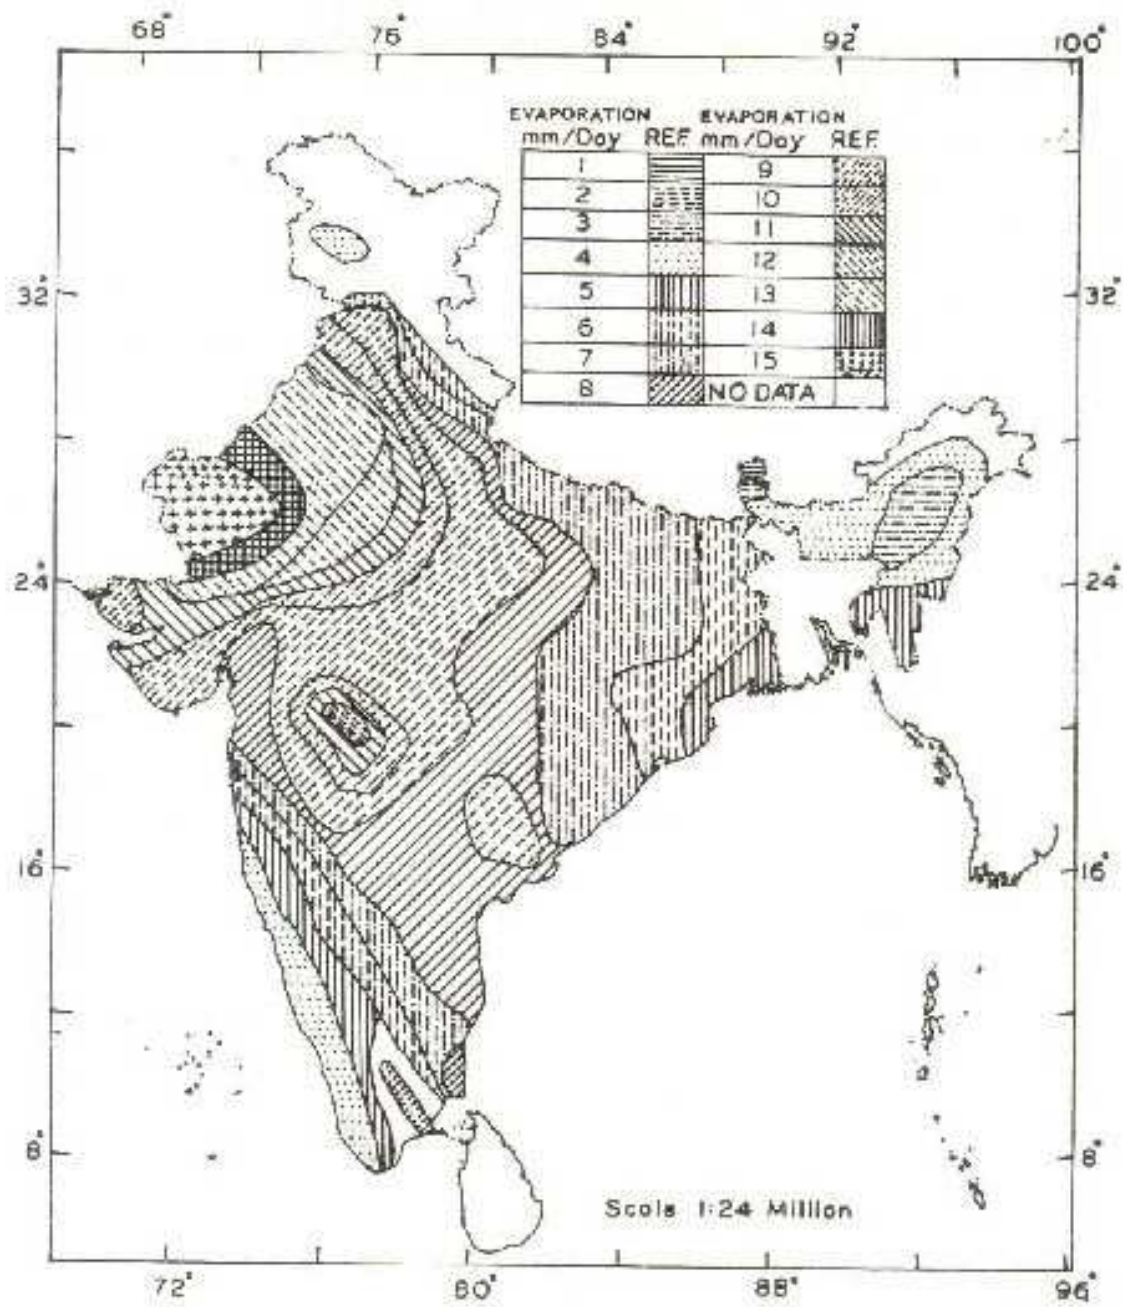 68° 76° 84° 92° 100°
EVAPORATION EVAPORATION
mm/Day REF. mm/Day REF.
1 9
2 10
3 11
4 12
5 13
6 14
7 15
8 NO DATA
32° 32°
24° 24°
16° 16°
8° 8°
Scale 1:24 Million
72° 80° 88° 96°